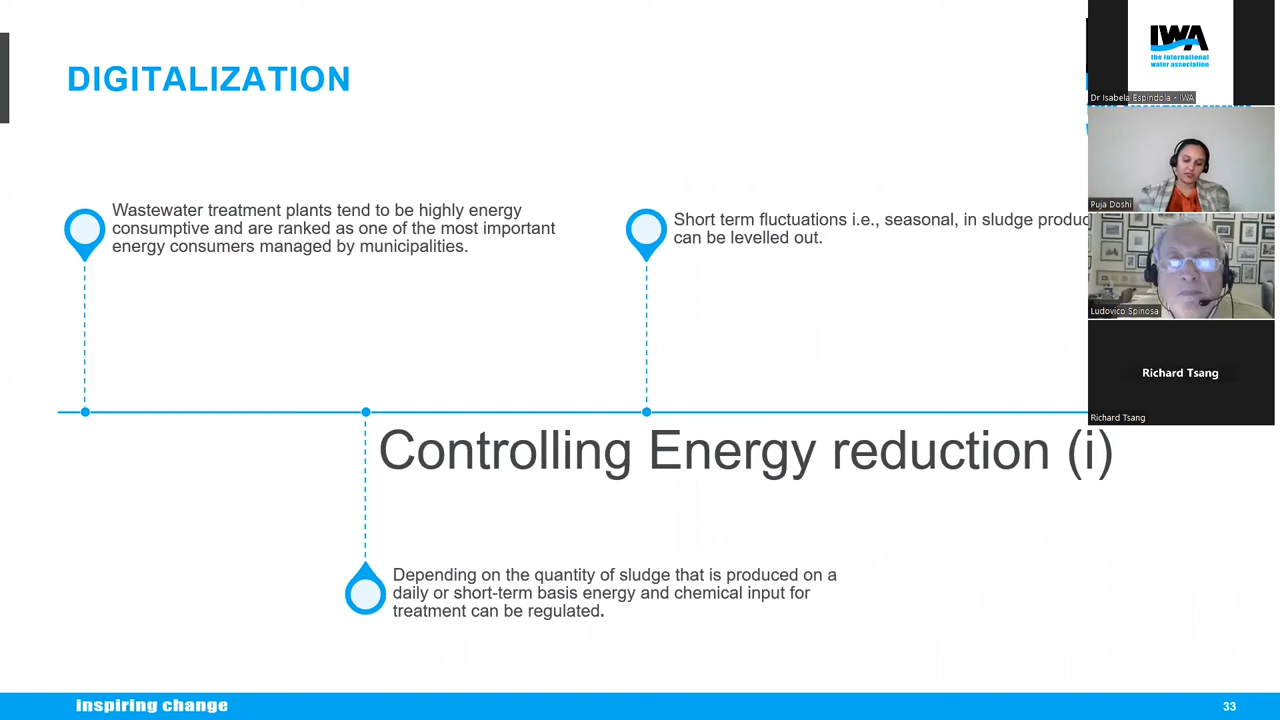 DIGITALIZATION
Wastewater treatment plants tend to be highly energy
consumptive and are ranked as one of the most important
energy consumers managed by municipalities.
Short term fluctuations i.e., seasonal, in sludge produc
can be levelled out.
Controlling Energy reduction (i)
Depending on the quantity of sludge that is produced on a
daily or short-term basis energy and chemical input for
treatment can be regulated.
inspiring change
33
IWA
the international
water association
Dr Isabela Espindola - IWA
Puja Doshi
Ludovico Spinosa
Richard Tsang
Richard Tsang